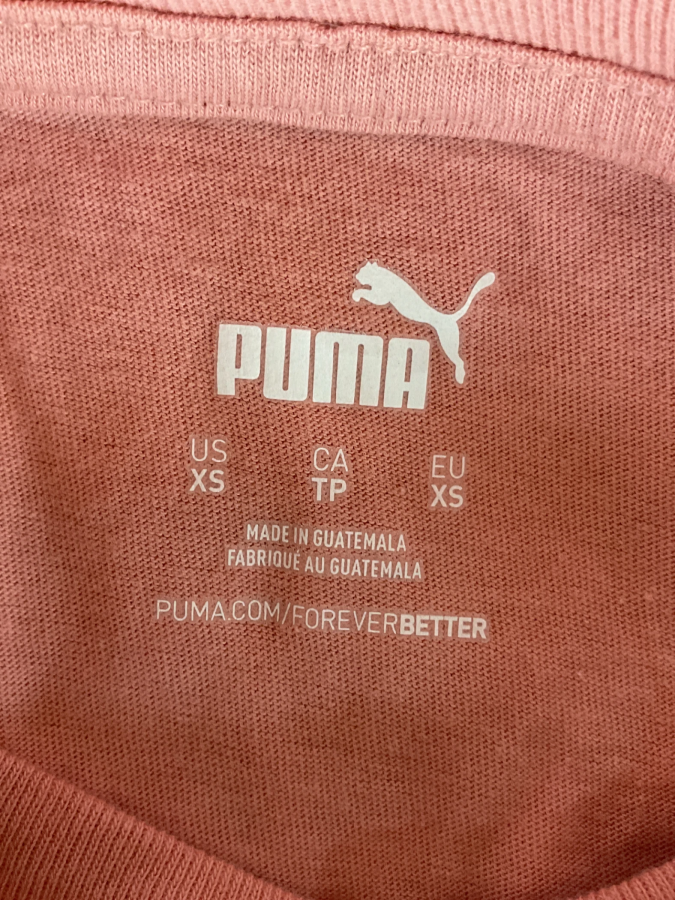 PUMA
US CA EU
XS TP XS
MADE IN GUATEMALA
FABRIQUÉ AU GUATEMALA
PUMA.COM/FOREVERBETTER